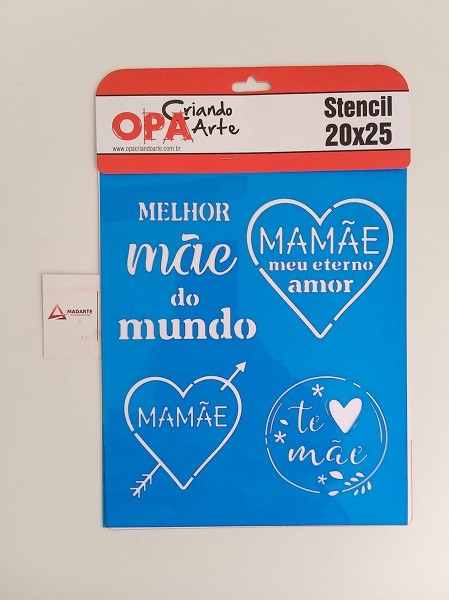 OPA
Criando
Arte
www.opacriandoarte.com.br
Stencil
20x25
MELHOR
mãe
do
mundo
MAMÃE
meu eterno
amor
MADARTE
MAMÃE
te
mãe